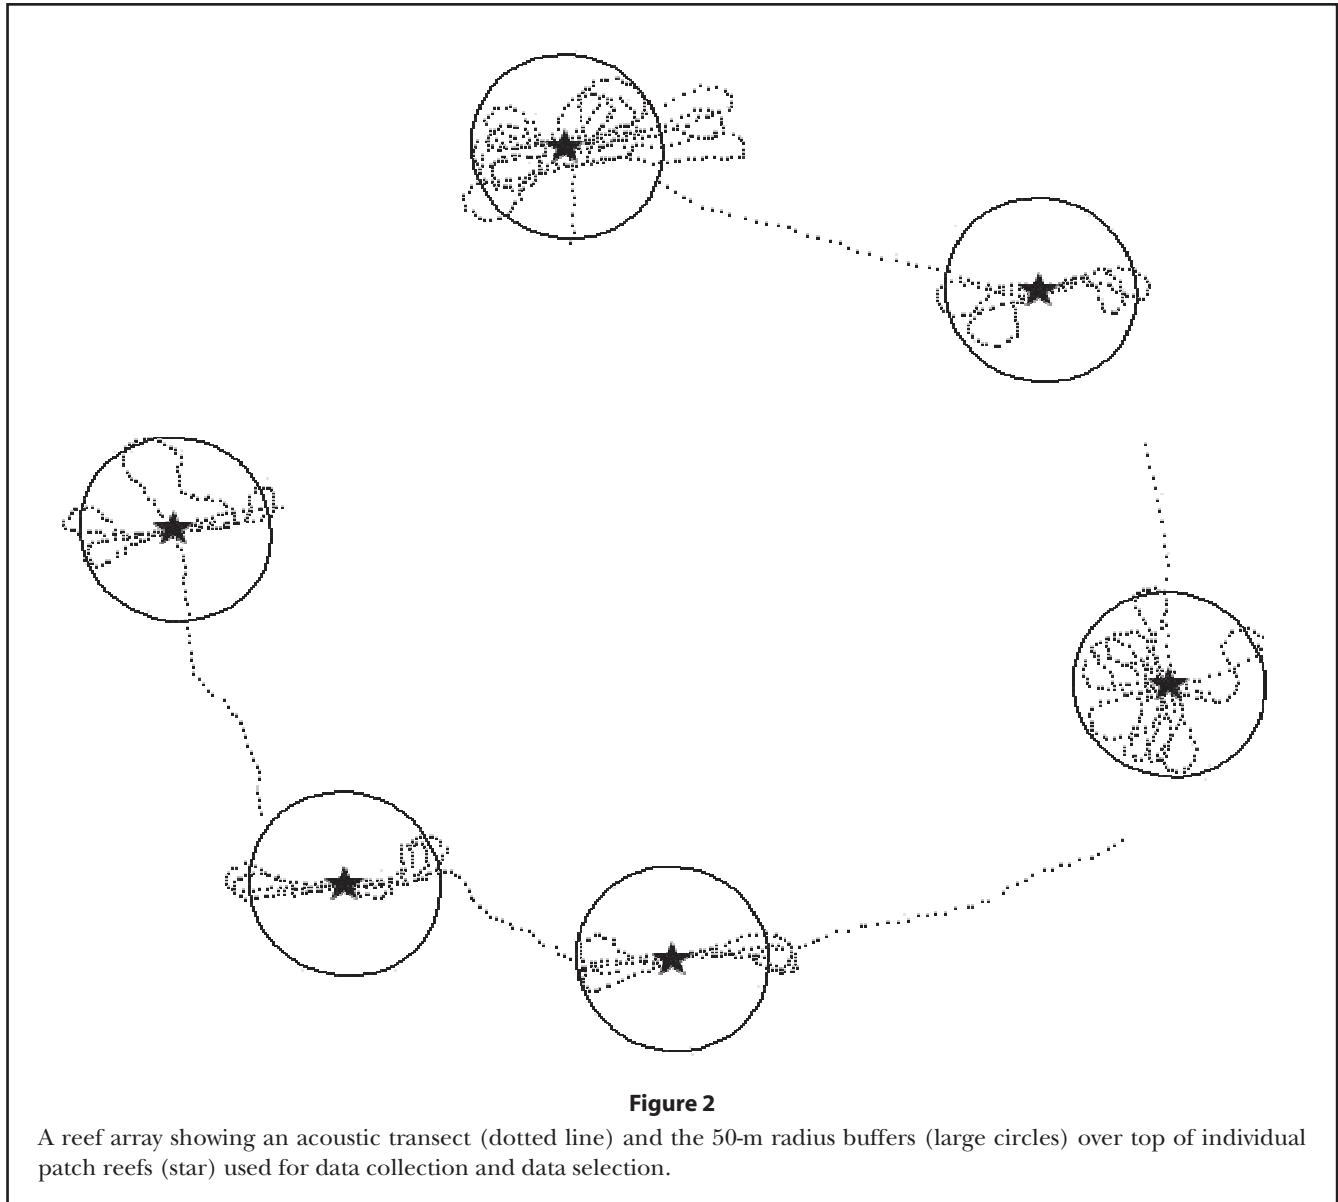 Figure 2
A reef array showing an acoustic transect (dotted line) and the 50-m radius buffers (large circles) over top of individual
patch reefs (star) used for data collection and data selection.